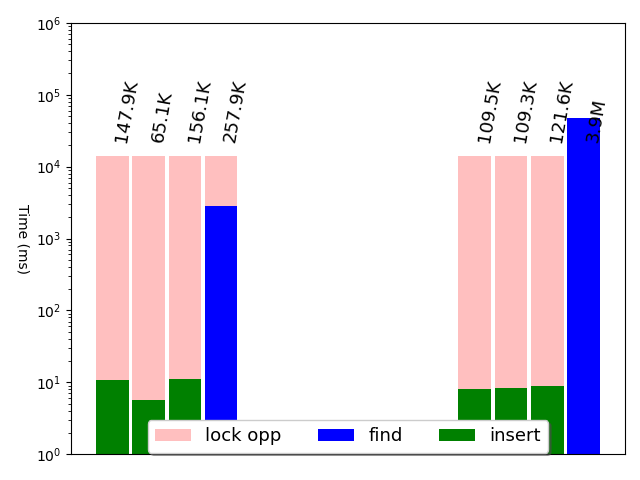 10^6
10^5
10^4
10^3
10^2
10^1
10^0
Time (ms)
147.9K
65.1K
156.1K
257.9K
109.5K
109.3K
121.6K
3.9M
lock opp
find
insert